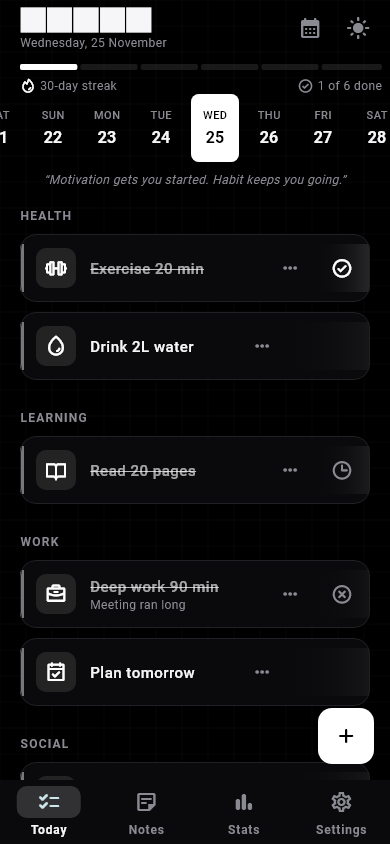 Wednesday, 25 November
30-day streak
1 of 6 done
SUN MON TUE WED THU FRI SAT
22 23 24 25 26 27 28
“Motivation gets you started. Habit keeps you going.”
HEALTH
Exercise 20 min
Drink 2L water
LEARNING
Read 20 pages
WORK
Deep work 90 min
Meeting ran long
Plan tomorrow
SOCIAL
Today Notes Stats Settings